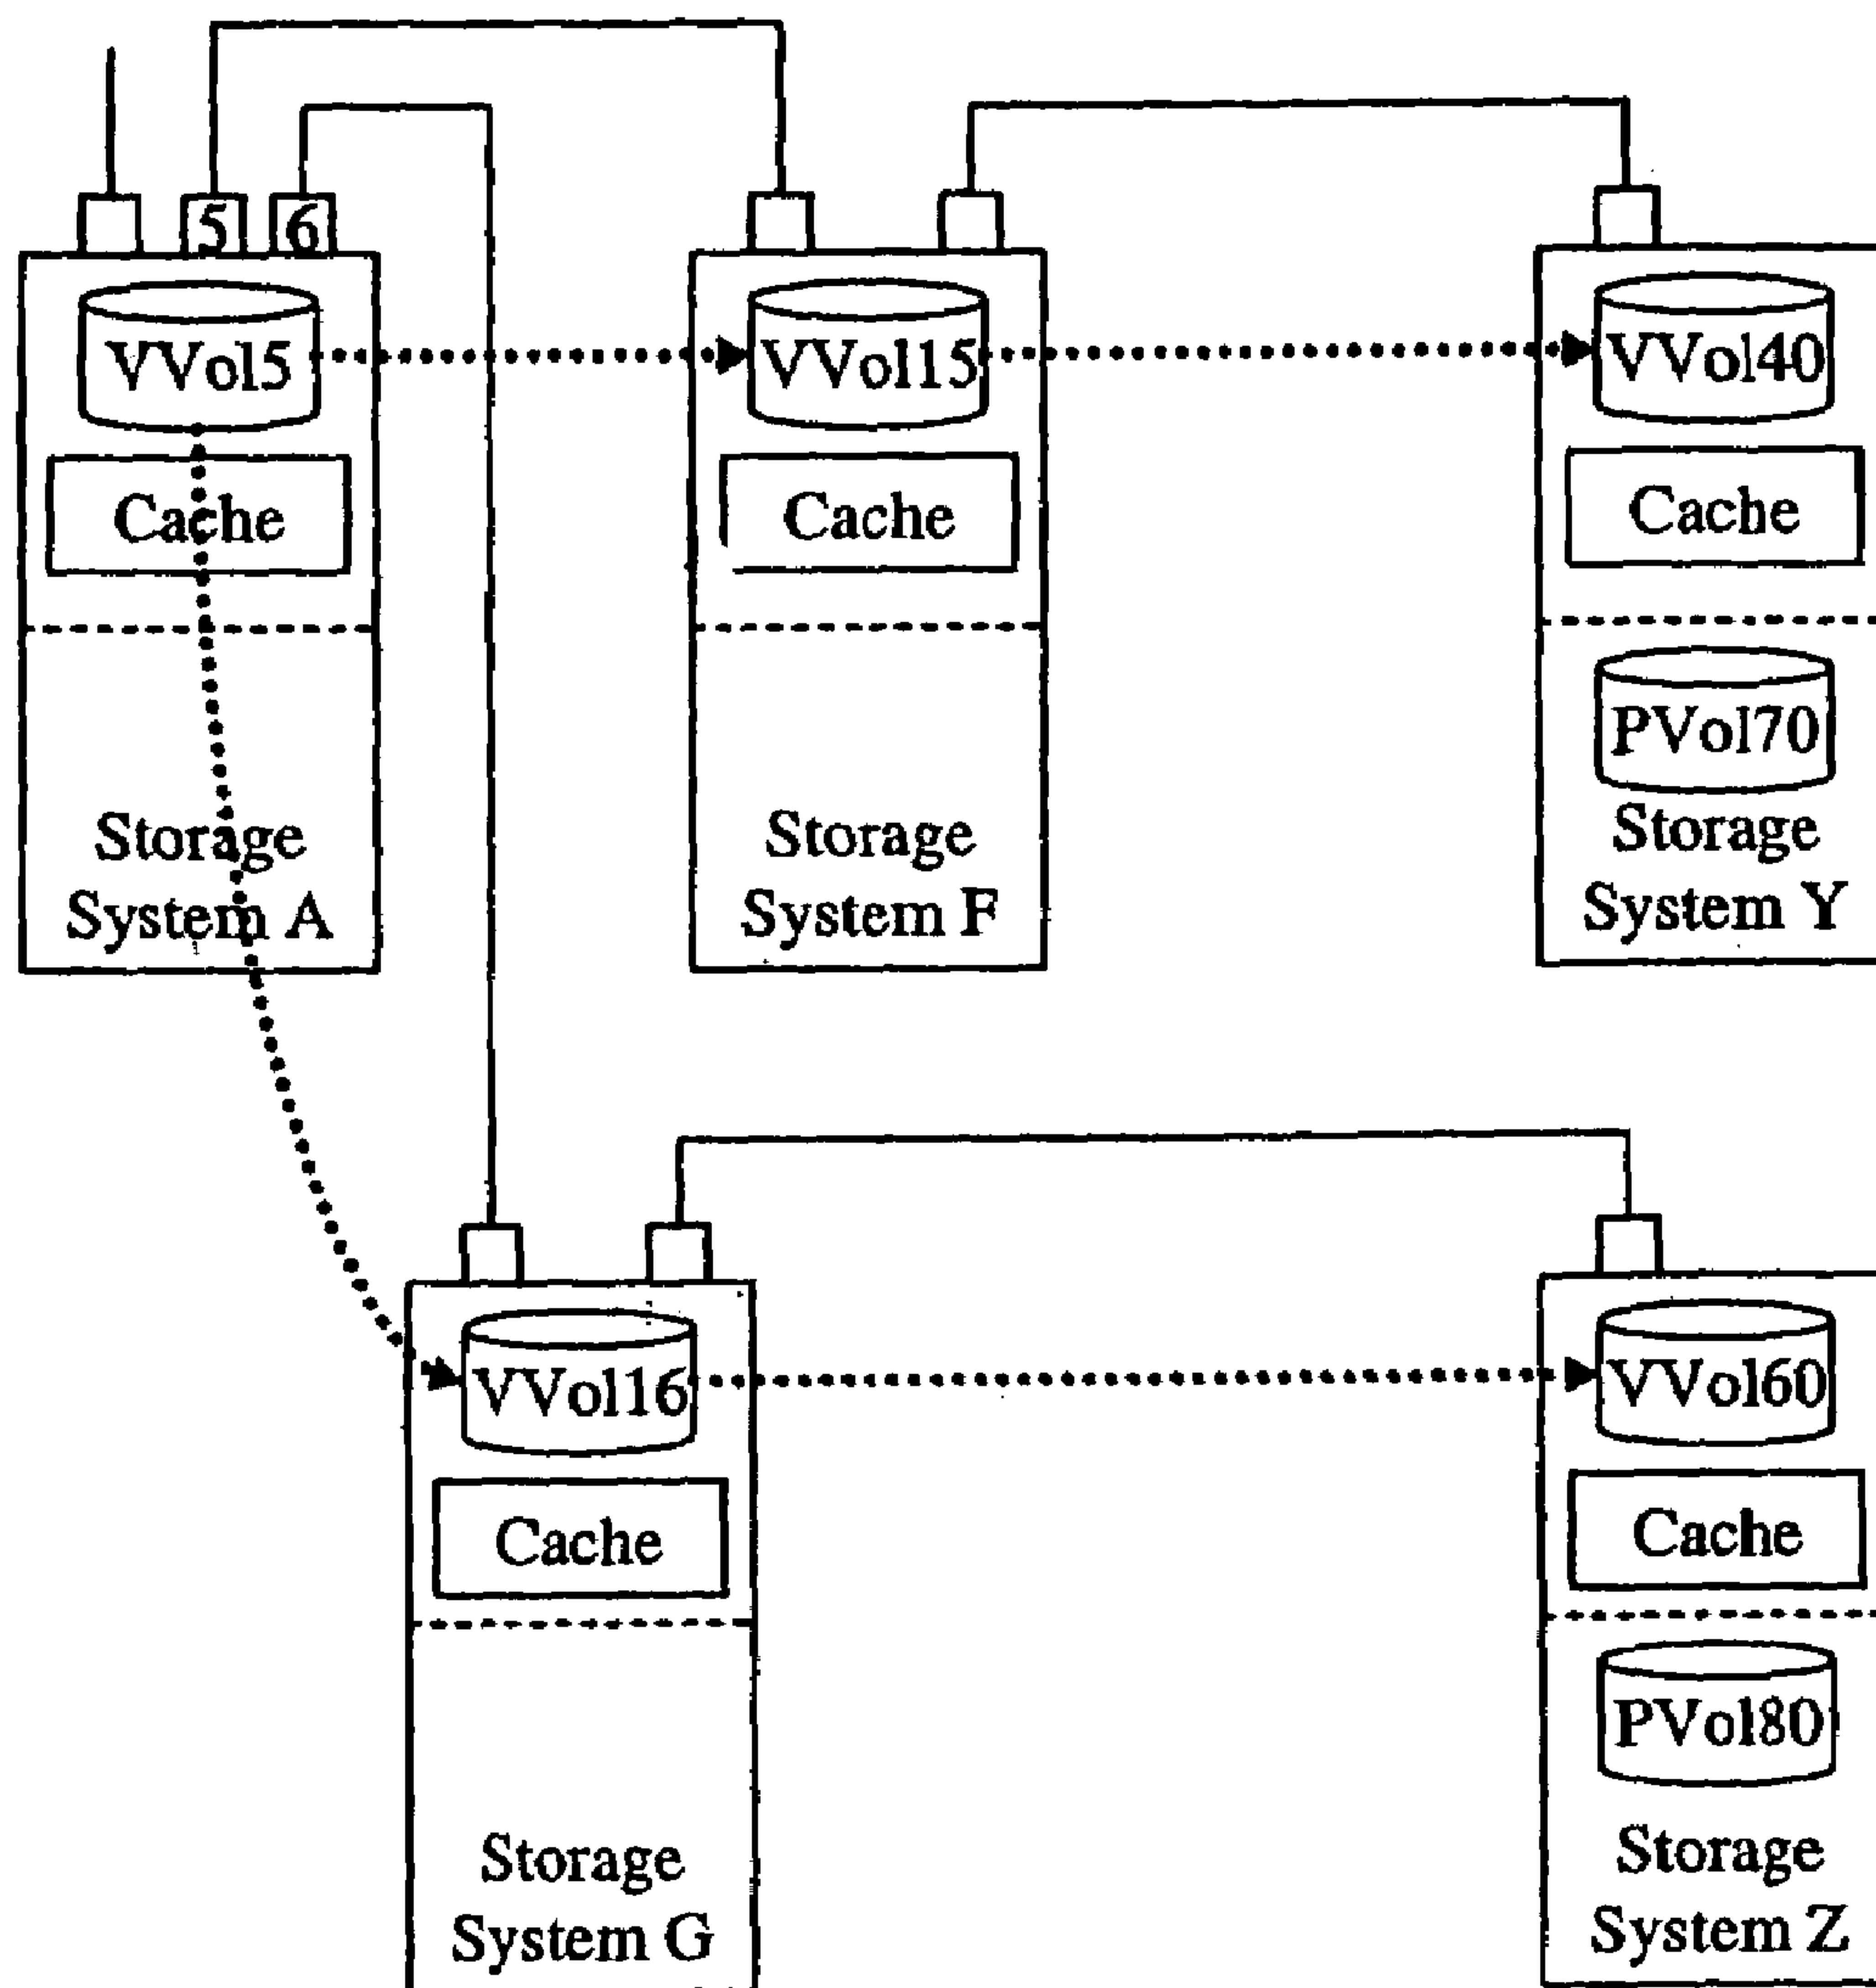 5
6
VVol5
Cache
Storage
System A
VVol15
Cache
Storage
System F
VVol40
Cache
PVol70
Storage
System Y
VVol16
Cache
Storage
System G
VVol60
Cache
PVol80
Storage
System Z